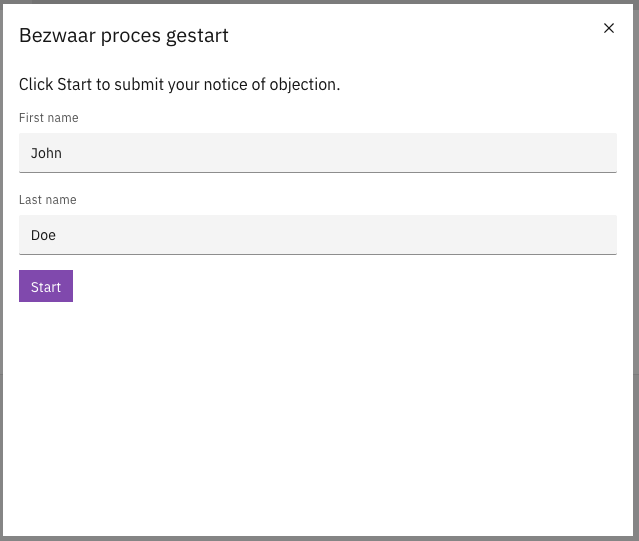 Bezwaar proces gestart
Click Start to submit your notice of objection.
First name
John
Last name
Doe
Start